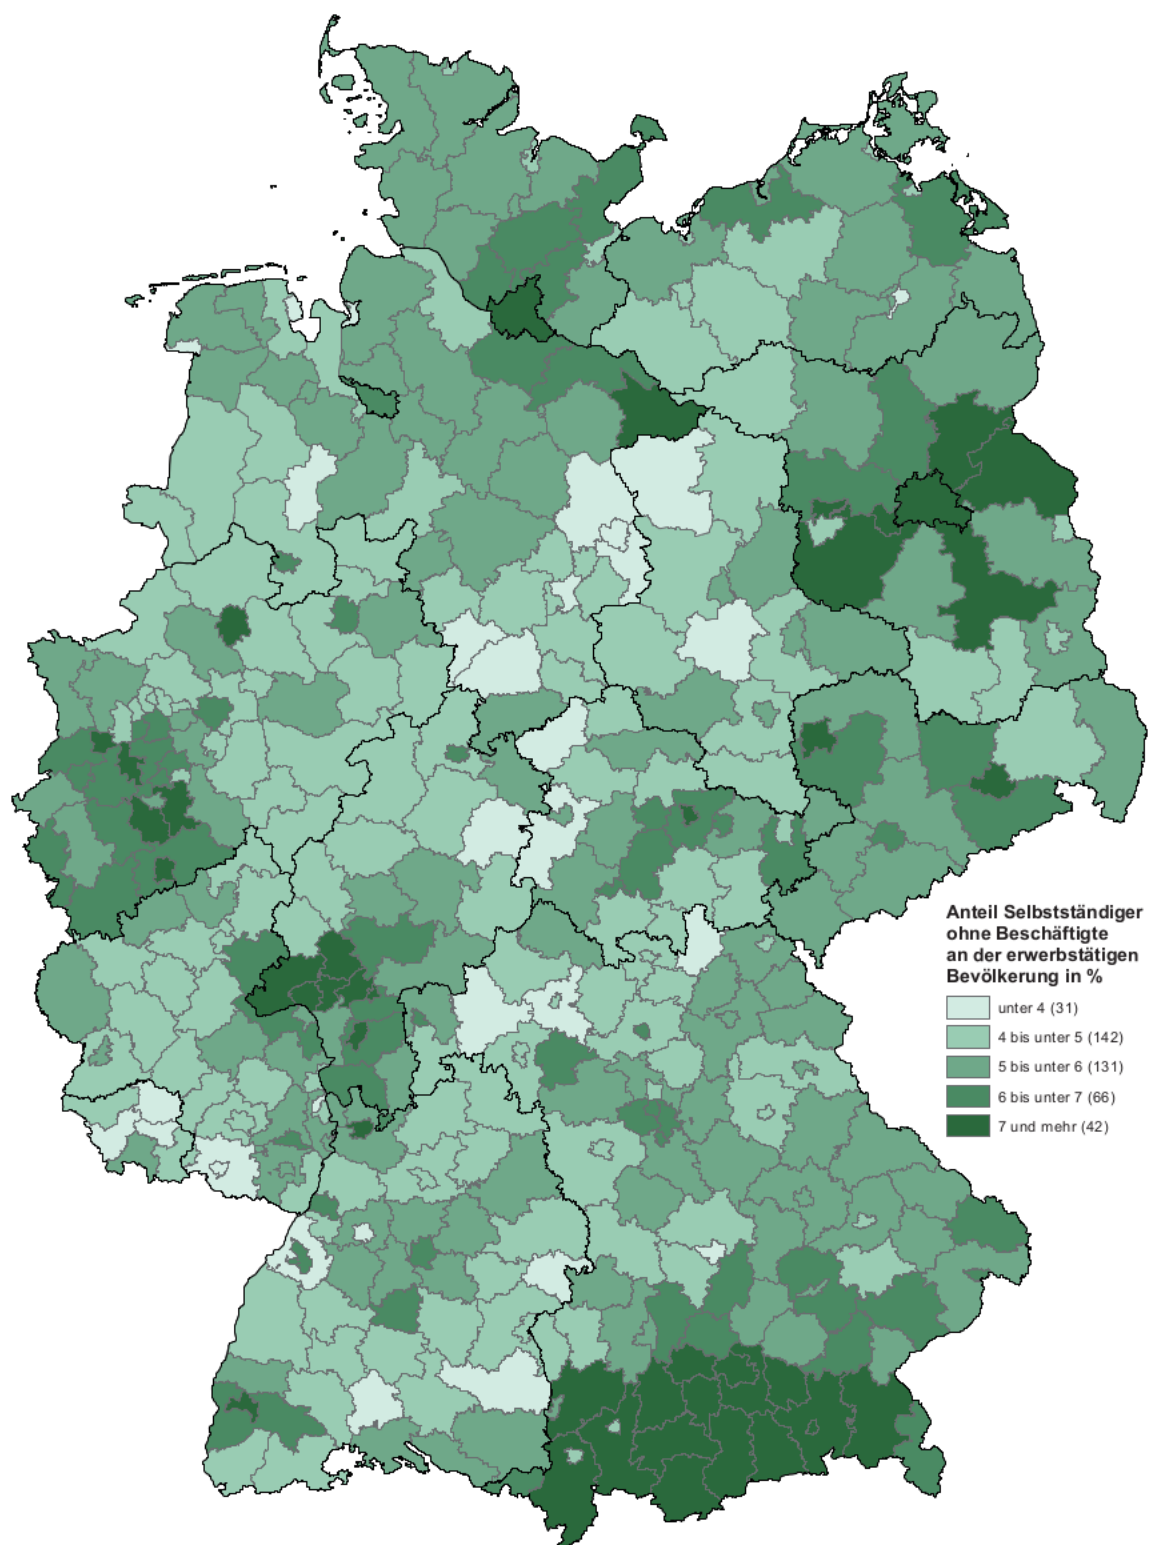 Anteil Selbstständiger
ohne Beschäftigte
an der erwerbstätigen
Bevölkerung in %
unter 4 (31)
4 bis unter 5 (142)
5 bis unter 6 (131)
6 bis unter 7 (66)
7 und mehr (42)